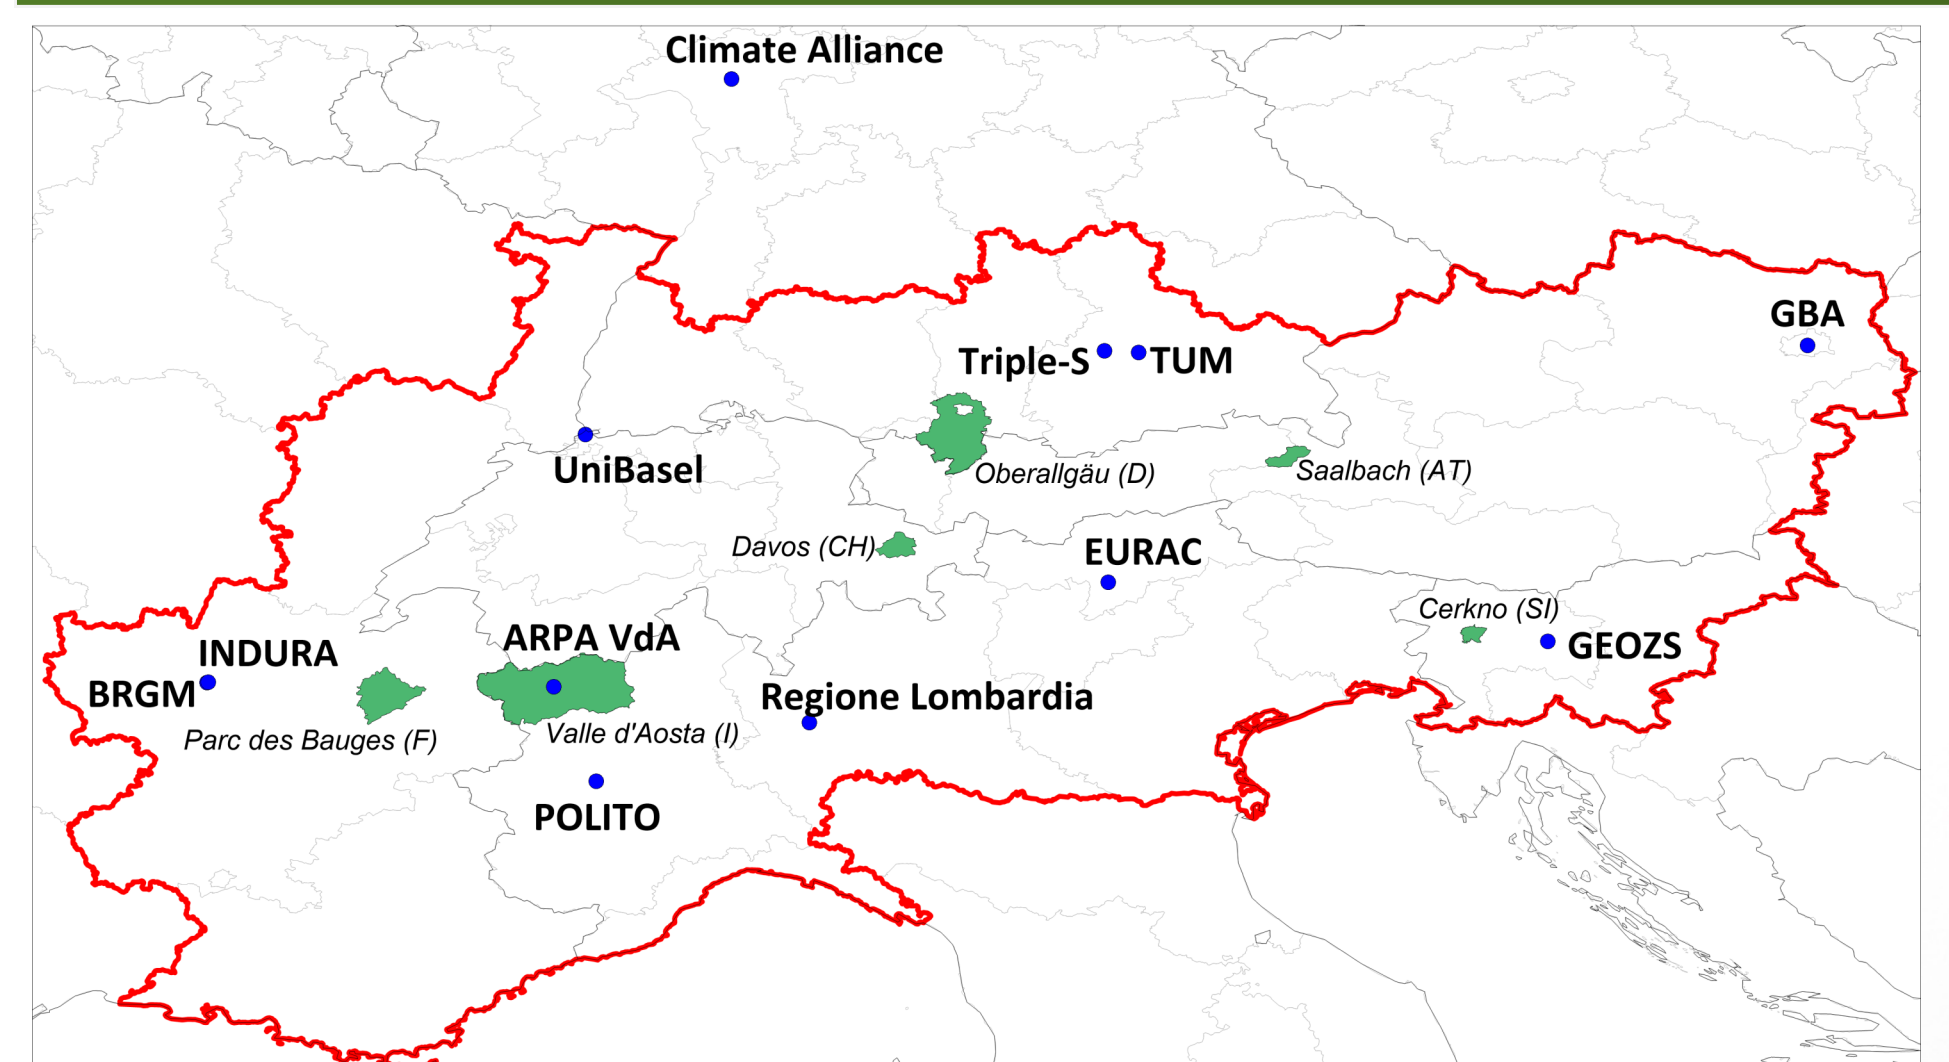 Climate Alliance
GBA
Triple-S
TUM
UniBasel
Oberallgäu (D)
Saalbach (AT)
Davos (CH)
EURAC
Cerkno (SI)
GEOZS
INDURA
ARPA VdA
BRGM
Regione Lombardia
Parc des Bauges (F)
Valle d'Aosta (I)
POLITO